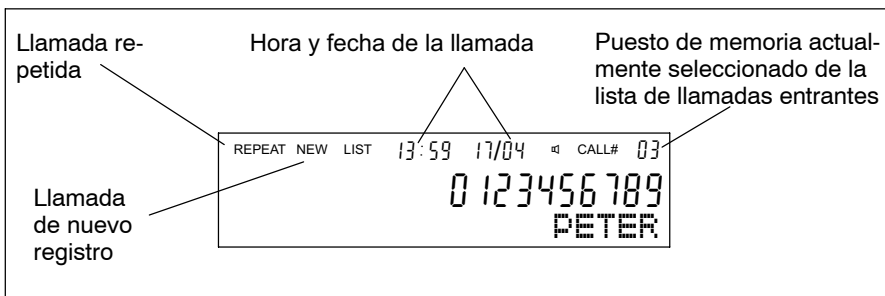 Llamada re-
petida
Hora y fecha de la llamada
Puesto de memoria actual-
mente seleccionado de la
lista de llamadas entrantes
REPEAT NEW LIST 13:59 17/04 CALL# 03
0123456789
PETER
Llamada
de nuevo
registro